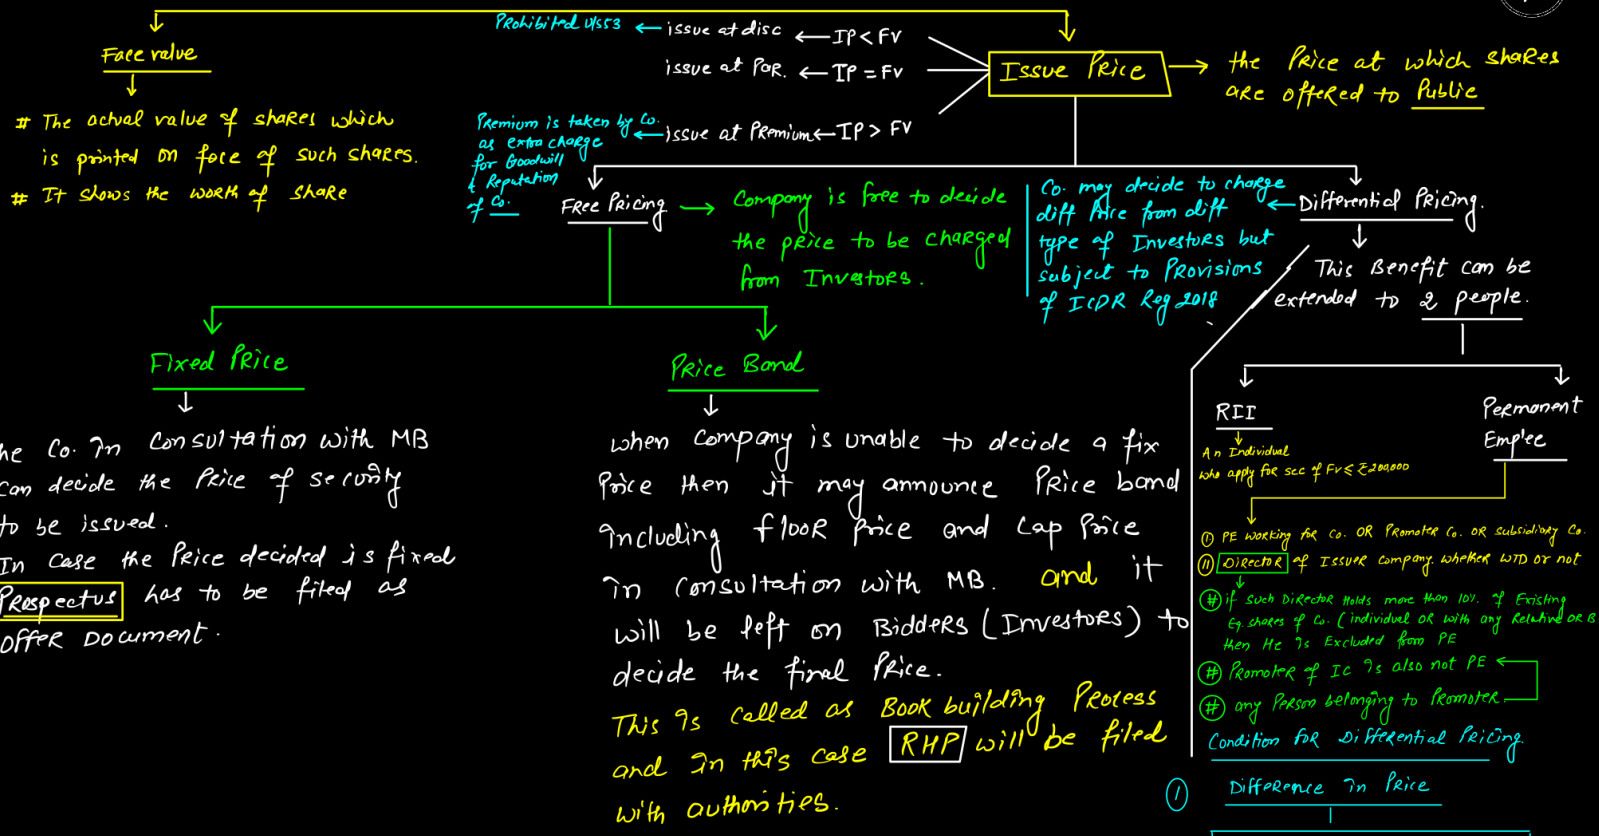 Face value
# The actual value of shares which
is printed on face of such shares.
# It shows the worth of share
Prohibited u/s53 ← issue at disc ← IP < FV
issue at Par. ← IP = FV
Premium is taken by Co.
as extra charge
for Goodwill
& Reputation
of Co.
issue at Premium ← IP > FV
Issue Price
→ the Price at which shares
are offered to Public
Free Pricing
→ Company is free to decide
the price to be charged
from Investors.
Differential Pricing.
Co. may decide to charge
diff Price from diff
type of Investors but
subject to Provisions
of ICDR Reg 2018
This Benefit can be
extended to 2 people.
Fixed Price
he Co. in Consultation with MB
can decide the Price of security
to be issued.
In case the Price decided is fixed
Prospectus has to be filed as
offer Document.
Price Band
when Company is unable to decide a fix
Price then it may announce Price band
including floor price and Cap Price
in Consultation with MB. and it
will be left on Bidders (Investors) to
decide the final Price.
This is called as Book building Process
and in this case RHP will be filed
with authorities.
RII
An Individual
who apply for sec of FV ≤ ₹200,000
Permanent
Emp'ee
① PE working for Co. OR Promoter Co. OR subsidiary Co.
② Director of Issuer company. whether WTD or not
# if such Director Holds more than 10% of Existing
Eq. shares of Co. (individual OR with any Relative OR B
then He is Excluded from PE
# Promoter of IC is also not PE
# any Person belonging to Promoter
Condition for Differential Pricing.
① Difference in Price